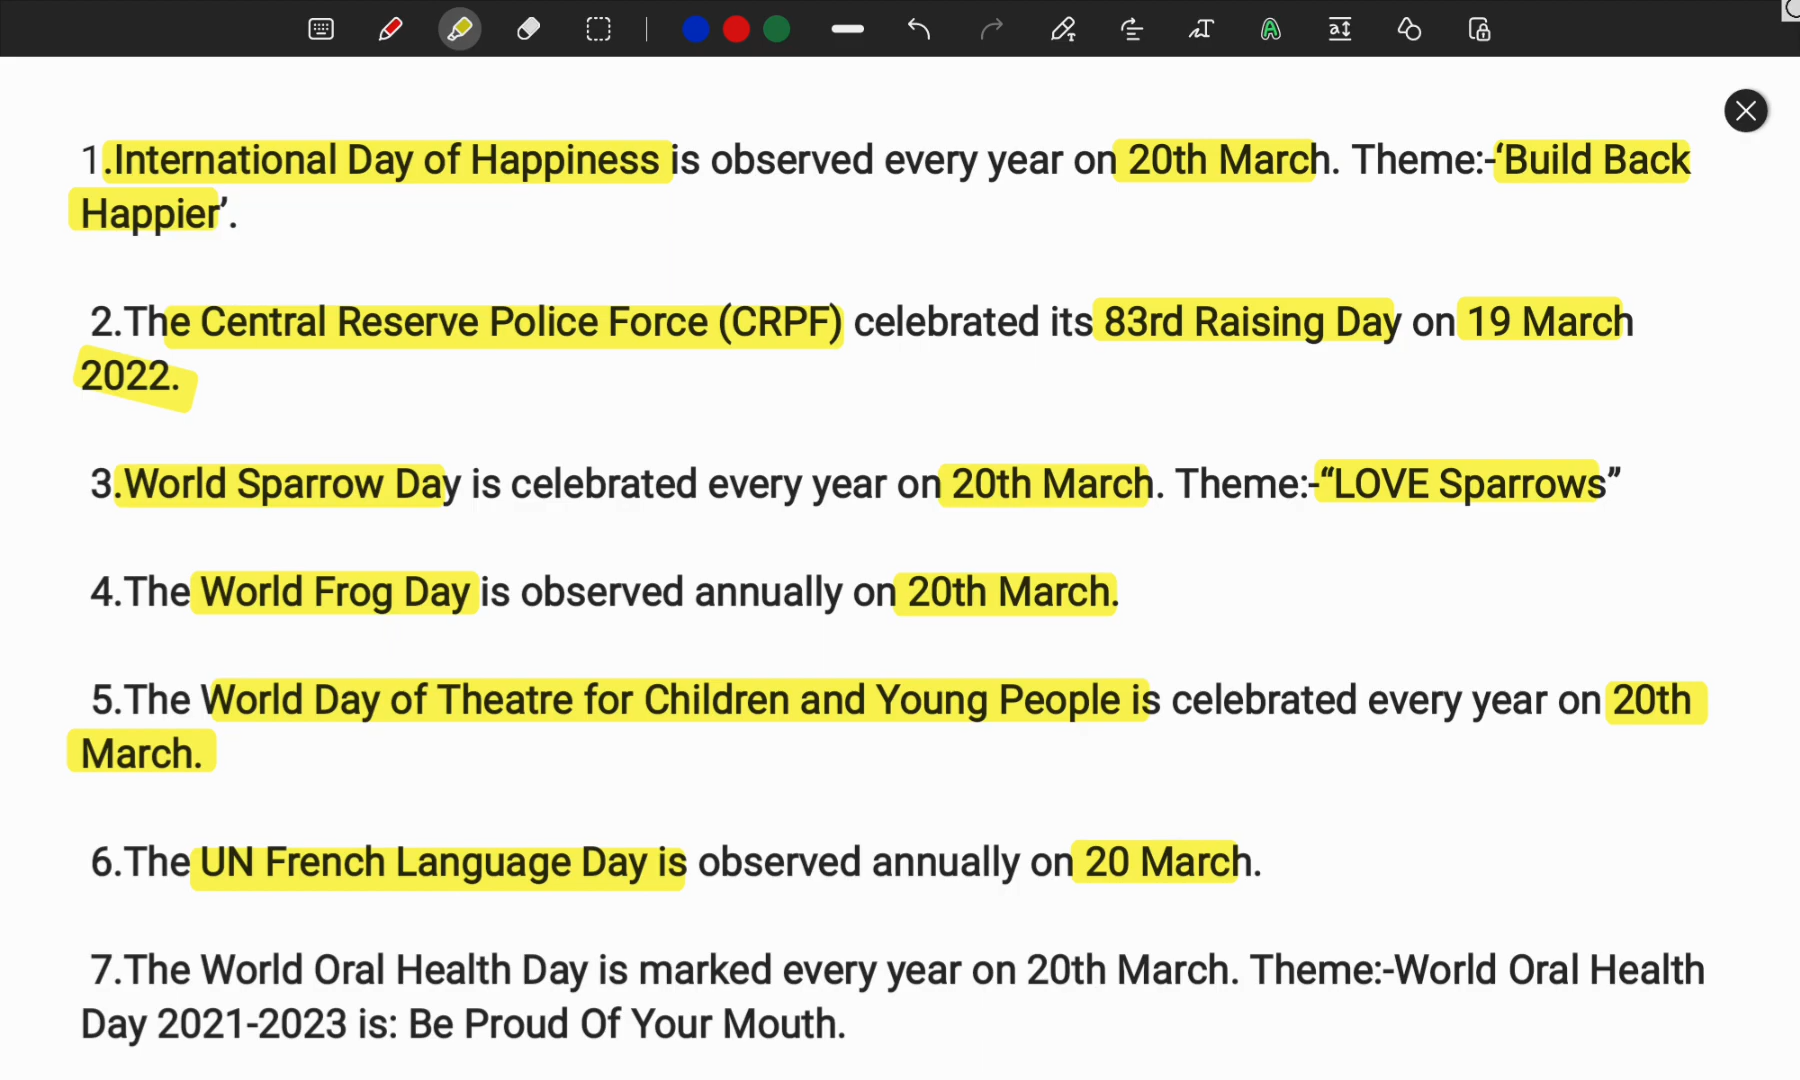 1.International Day of Happiness is observed every year on 20th March. Theme:-‘Build Back
Happier’.
2.The Central Reserve Police Force (CRPF) celebrated its 83rd Raising Day on 19 March
2022.
3.World Sparrow Day is celebrated every year on 20th March. Theme:-“LOVE Sparrows”
4.The World Frog Day is observed annually on 20th March.
5.The World Day of Theatre for Children and Young People is celebrated every year on 20th
March.
6.The UN French Language Day is observed annually on 20 March.
7.The World Oral Health Day is marked every year on 20th March. Theme:-World Oral Health
Day 2021-2023 is: Be Proud Of Your Mouth.